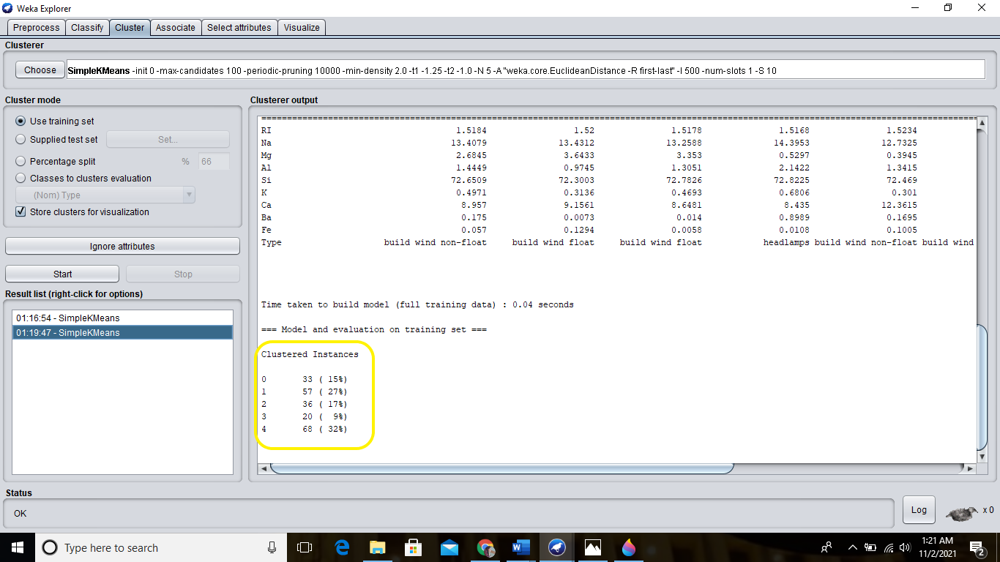 Weka Explorer
Preprocess Classify Cluster Associate Select attributes Visualize
Clusterer
Choose SimpleKMeans -init 0 -max-candidates 100 -periodic-pruning 10000 -min-density 2.0 -t1 -1.25 -t2 -1.0 -N 5 -A "weka.core.EuclideanDistance -R first-last" -I 500 -num-slots 1 -S 10
Cluster mode
Use training set
Supplied test set Set...
Percentage split % 66
Classes to clusters evaluation
(Nom) Type
Store clusters for visualization
Ignore attributes
Start Stop
Result list (right-click for options)
01:16:54 - SimpleKMeans
01:19:47 - SimpleKMeans
Clusterer output
RI 1.5184 1.52 1.5178 1.5168 1.5234
Na 13.4079 13.4312 13.2588 14.3953 12.7325
Mg 2.6845 3.6433 3.353 0.5297 0.3945
Al 1.4449 0.9745 1.3051 2.1422 1.3415
Si 72.6509 72.3003 72.7826 72.8225 72.469
K 0.4971 0.3136 0.4693 0.6806 0.301
Ca 8.957 9.1561 8.6481 8.435 12.3615
Ba 0.175 0.0073 0.014 0.8989 0.1695
Fe 0.057 0.1294 0.0058 0.0108 0.1005
Type build wind non-float build wind float build wind float headlamps build wind non-float build wind
Time taken to build model (full training data) : 0.04 seconds
=== Model and evaluation on training set ===
Clustered Instances
0 33 ( 15%)
1 57 ( 27%)
2 36 ( 17%)
3 20 ( 9%)
4 68 ( 32%)
Status
OK
Log x 0
Type here to search
1:21 AM
11/2/2021
2